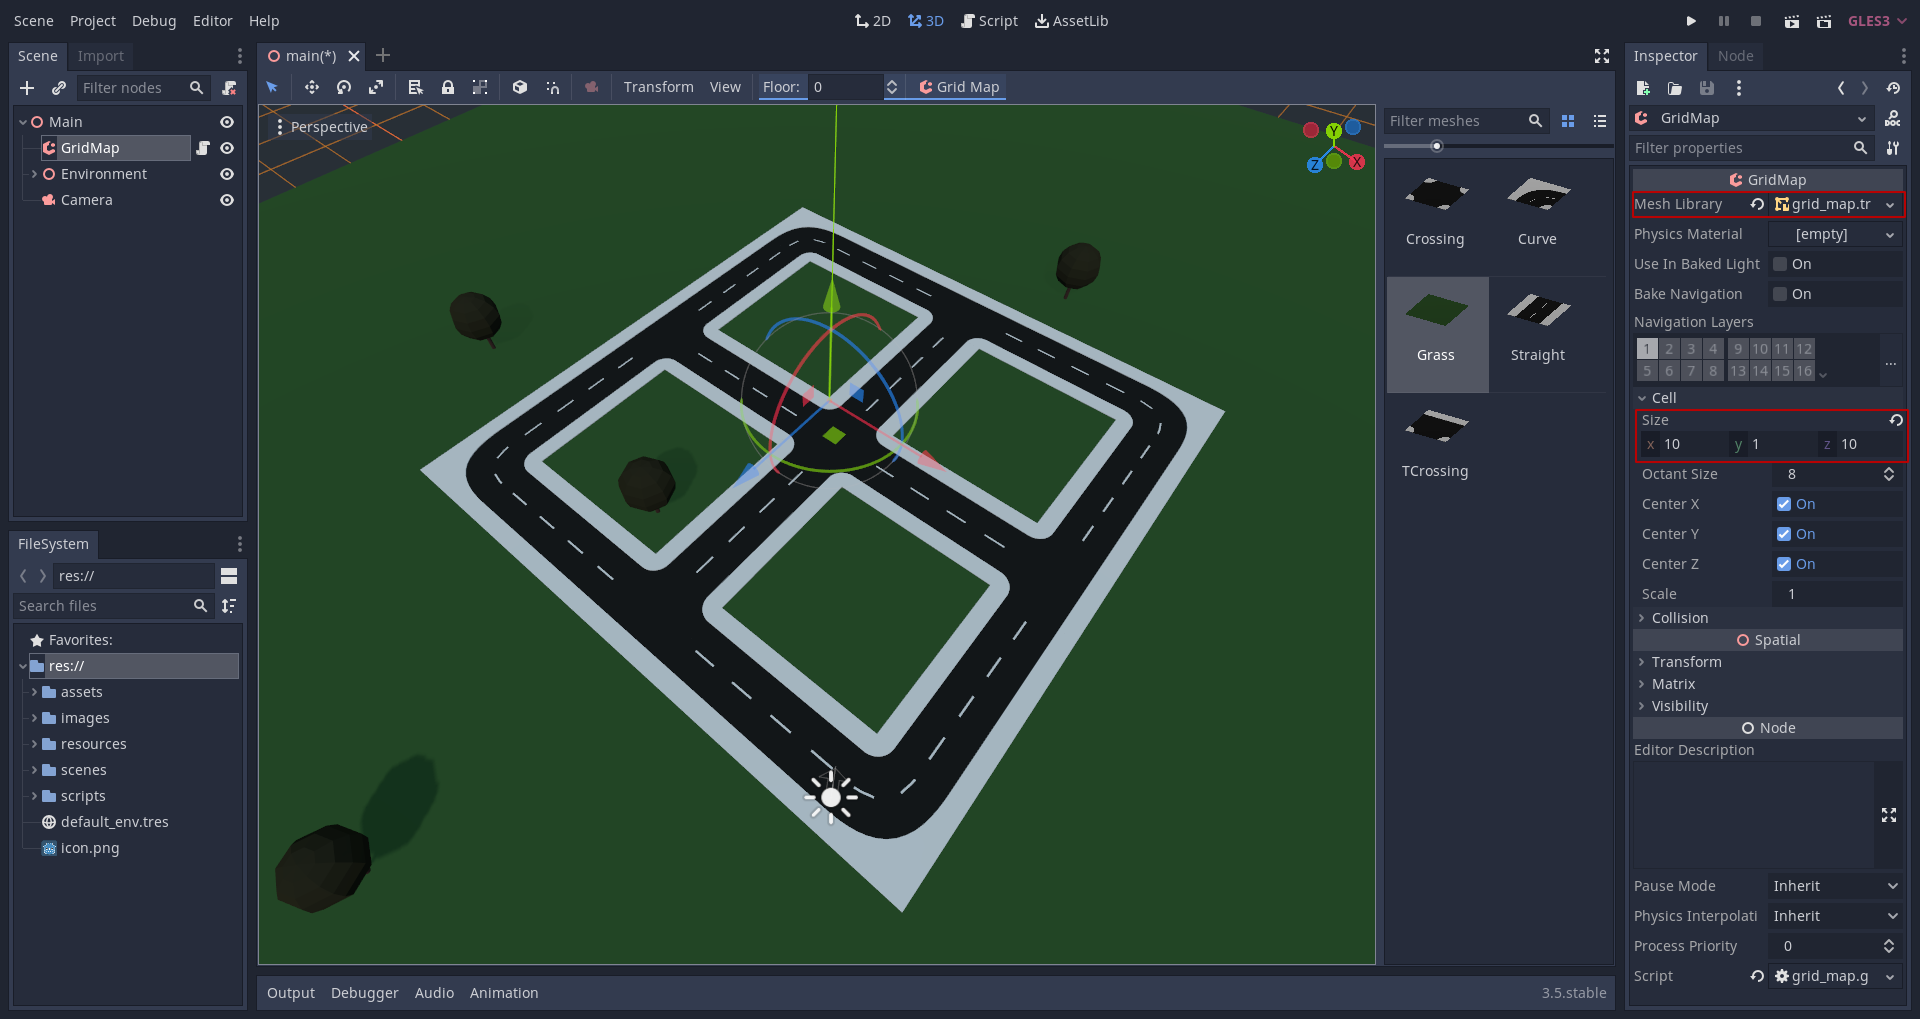 Scene Project Debug Editor Help
2D 3D Script AssetLib
GLES3
Scene Import
Filter nodes
Main
GridMap
Environment
Camera
FileSystem
res://
Search files
Favorites:
res://
assets
images
resources
scenes
scripts
default_env.tres
icon.png
main(*)
Transform View Floor: 0 Grid Map
Perspective
Y
Z X
Filter meshes
Crossing Curve
Grass Straight
TCrossing
Output Debugger Audio Animation 3.5.stable
Inspector Node
GridMap
Filter properties
GridMap
Mesh Library grid_map.tr
Physics Material [empty]
Use In Baked Light On
Bake Navigation On
Navigation Layers
1 2 3 4 9 10 11 12
5 6 7 8 13 14 15 16
...
Cell
Size
x 10 y 1 z 10
Octant Size 8
Center X On
Center Y On
Center Z On
Scale 1
Collision
Spatial
Transform
Matrix
Visibility
Node
Editor Description
Pause Mode Inherit
Physics Interpolati Inherit
Process Priority 0
Script grid_map.g